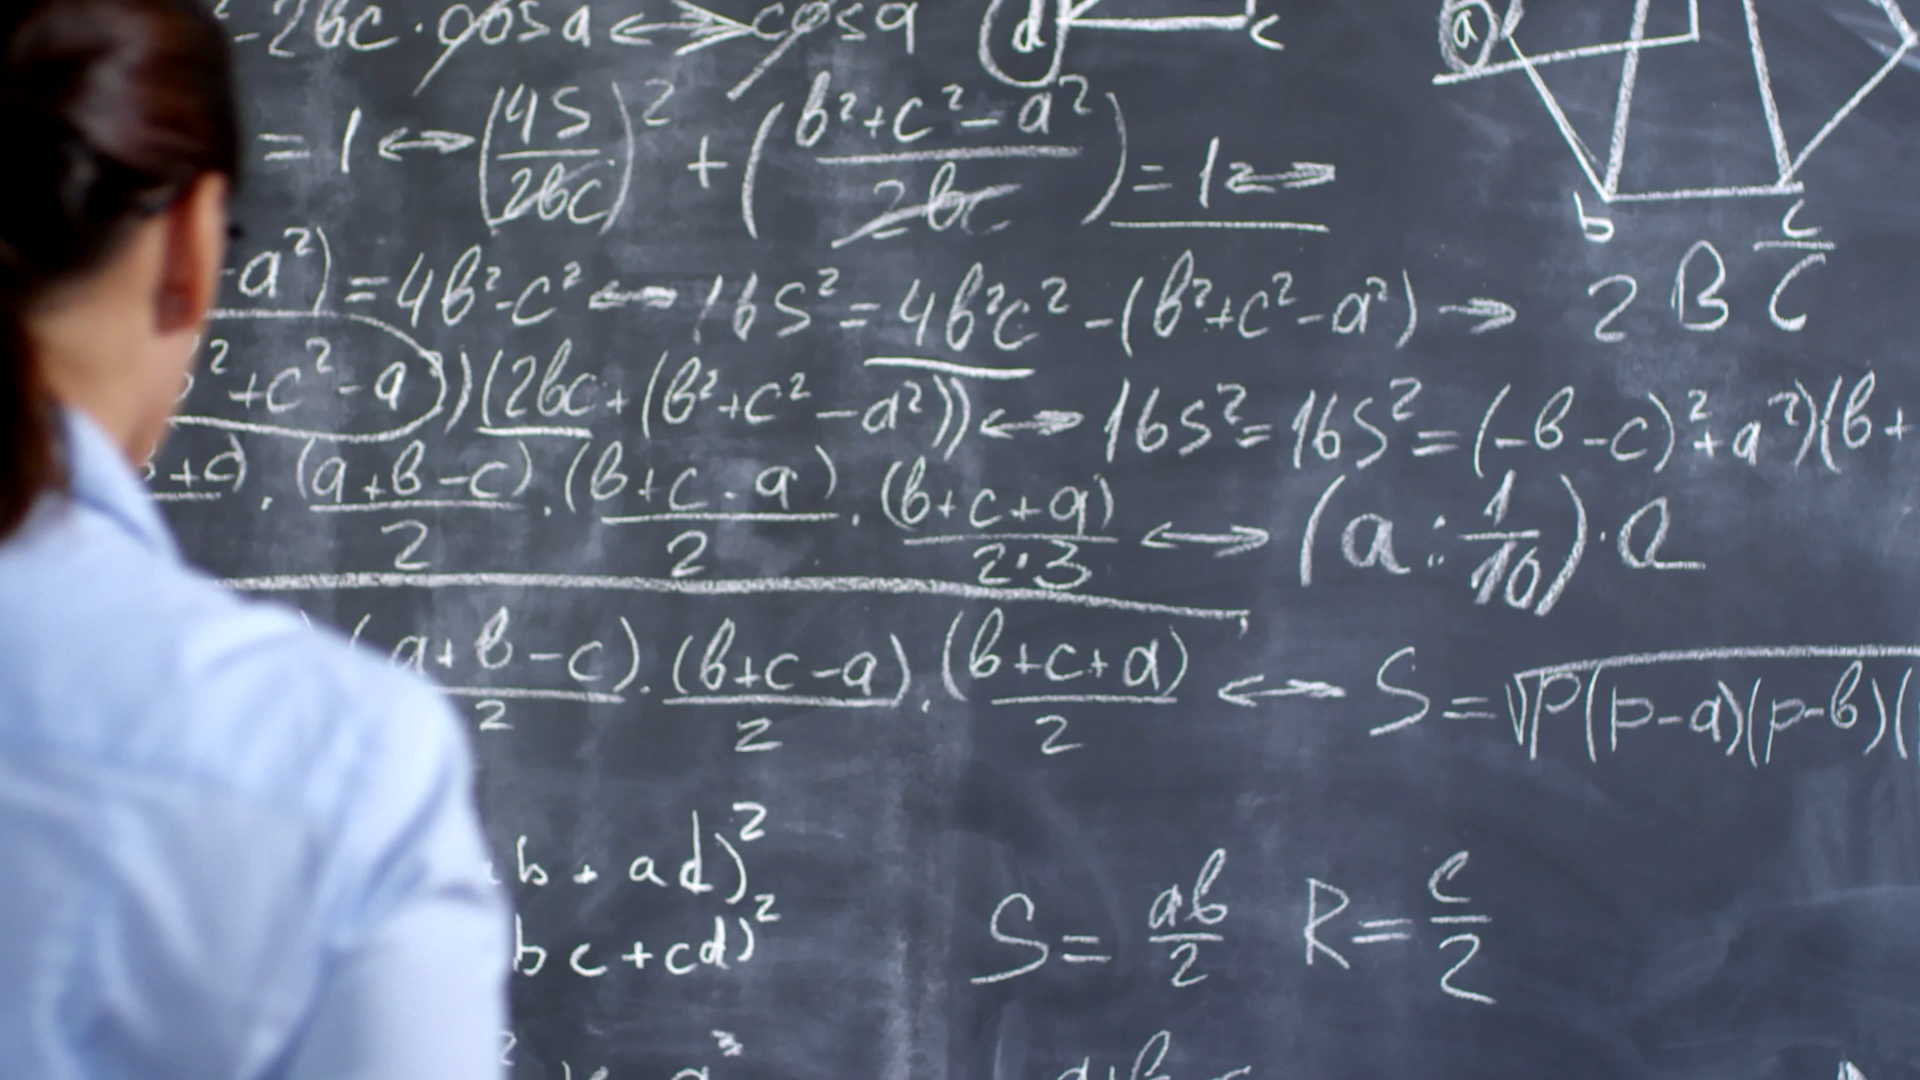 -2bc·cosa ↔ cosa d c a
= 1 ↔ (4S/2bc)² + (b²+c²-a²/2bc) = 1 ↔
b c
-a²) = 4b²-c² ↔ 16S² = 4b²c² - (b²+c²-a²) → 2 B C
²+c²-a))(2bc+(b²+c²-a²)) ↔ 16S² = 16S² = (-b-c)²+a²)(b+
+c) · (a+b-c)/2 · (b+c-a)/2 · (b+c+a)/2·3 ↔ (a : 1/10) · a
(a+b-c)/2 · (b+c-a)/2 · (b+c+a)/2 ↔ S = √p(p-a)(p-b)(
b + ad)²
bc+cd)²
S = ab/2 R = c/2